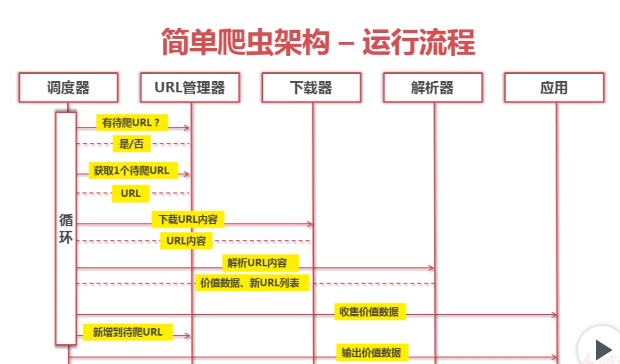 简单爬虫架构 – 运行流程
调度器
URL管理器
下载器
解析器
应用
有待爬URL？
是/否
获取1个待爬URL
URL
循环
下载URL内容
URL内容
解析URL内容
价值数据、新URL列表
收集价值数据
新增到待爬URL
输出价值数据